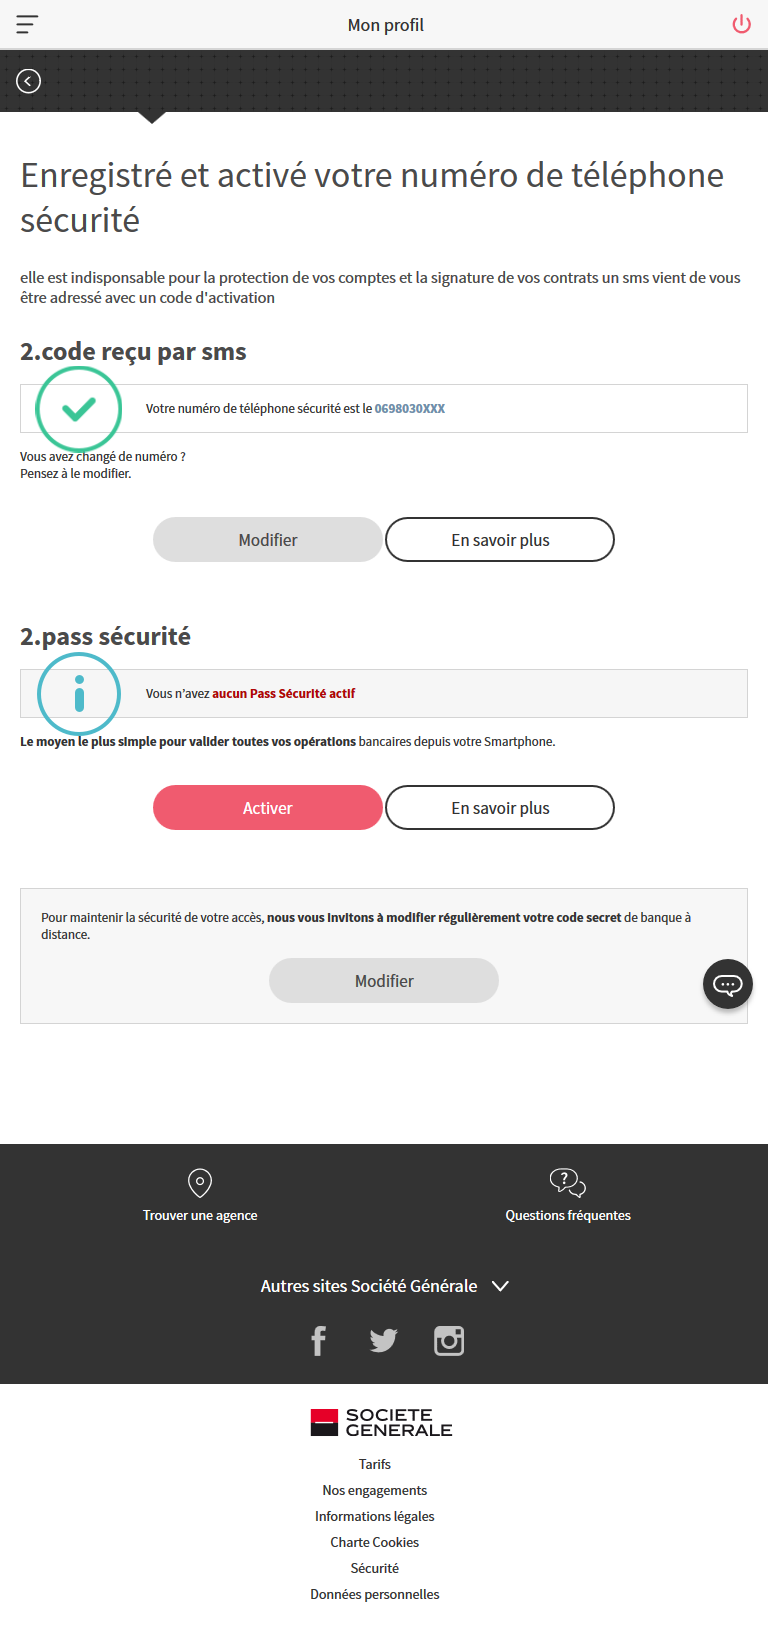 Mon profil
Enregistré et activé votre numéro de téléphone
sécurité
elle est indisponsable pour la protection de vos comptes et la signature de vos contrats un sms vient de vous
être adressé avec un code d'activation
2.code reçu par sms
Votre numéro de téléphone sécurité est le 0698030XXX
Vous avez changé de numéro ?
Pensez à le modifier.
Modifier
En savoir plus
2.pass sécurité
Vous n'avez aucun Pass Sécurité actif
Le moyen le plus simple pour valider toutes vos opérations bancaires depuis votre Smartphone.
Activer
En savoir plus
Pour maintenir la sécurité de votre accès, nous vous invitons à modifier régulièrement votre code secret de banque à
distance.
Modifier
Trouver une agence
Questions fréquentes
Autres sites Société Générale
SOCIETE
GENERALE
Tarifs
Nos engagements
Informations légales
Charte Cookies
Sécurité
Données personnelles